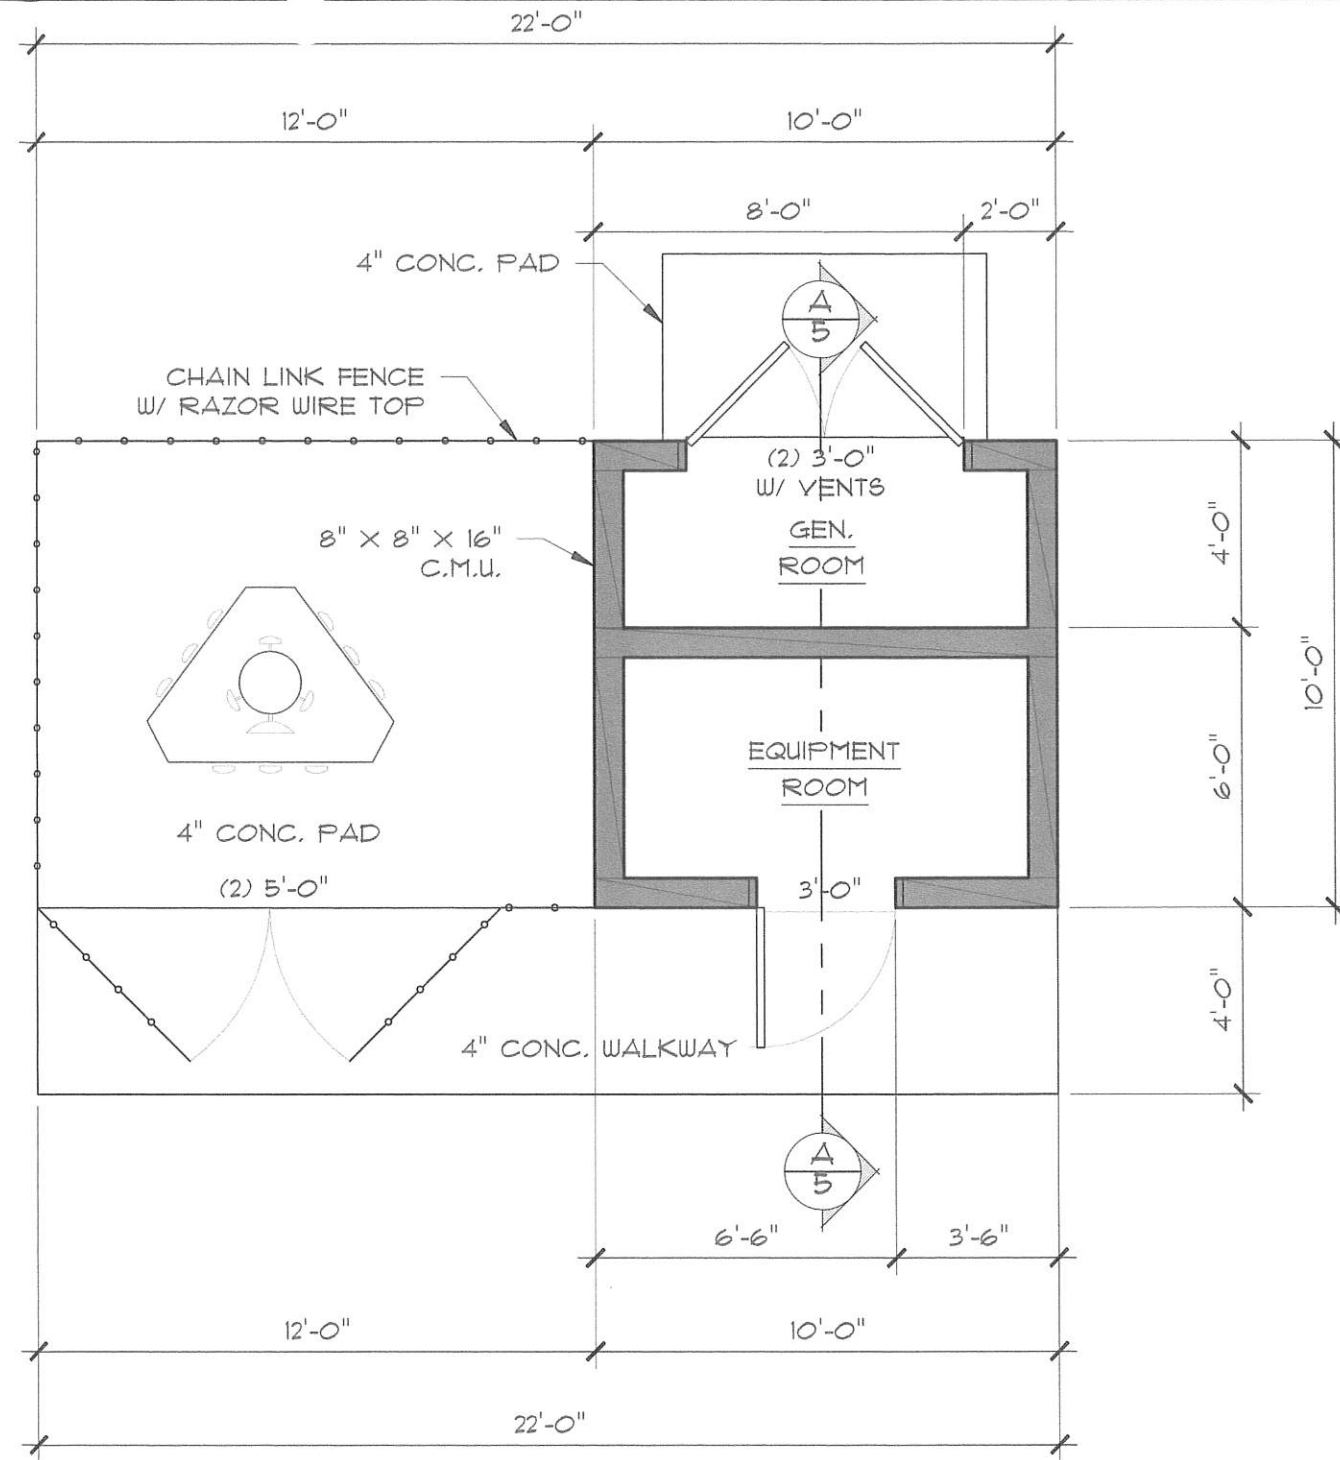 22'-0"
12'-0"
10'-0"
8'-0"
2'-0"
4" CONC. PAD
A
5
CHAIN LINK FENCE
W/ RAZOR WIRE TOP
(2) 3'-0"
W/ VENTS
8" X 8" X 16"
C.M.U.
GEN.
ROOM
4'-0"
10'-0"
EQUIPMENT
ROOM
6'-0"
4" CONC. PAD
(2) 5'-0"
3'-0"
4" CONC. WALKWAY
4'-0"
A
5
6'-6"
3'-6"
12'-0"
10'-0"
22'-0"